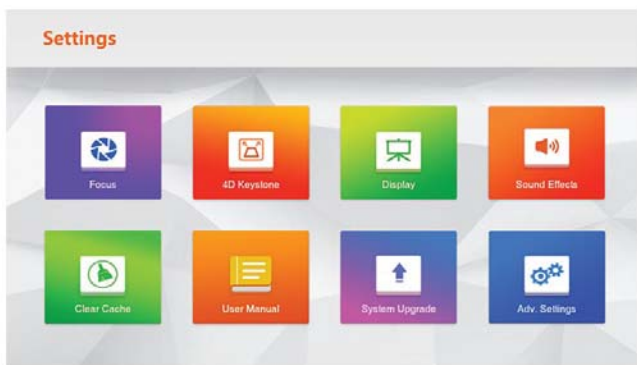 Settings
Focus
4D Keystone
Display
Sound Effects
Clear Cache
User Manual
System Upgrade
Adv. Settings